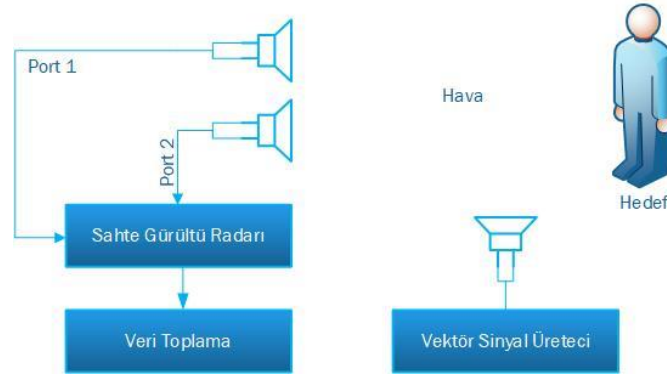 Port 1
Port 2
Hava
Hedef
Sahte Gürültü Radarı
Veri Toplama
Vektör Sinyal Üreteci